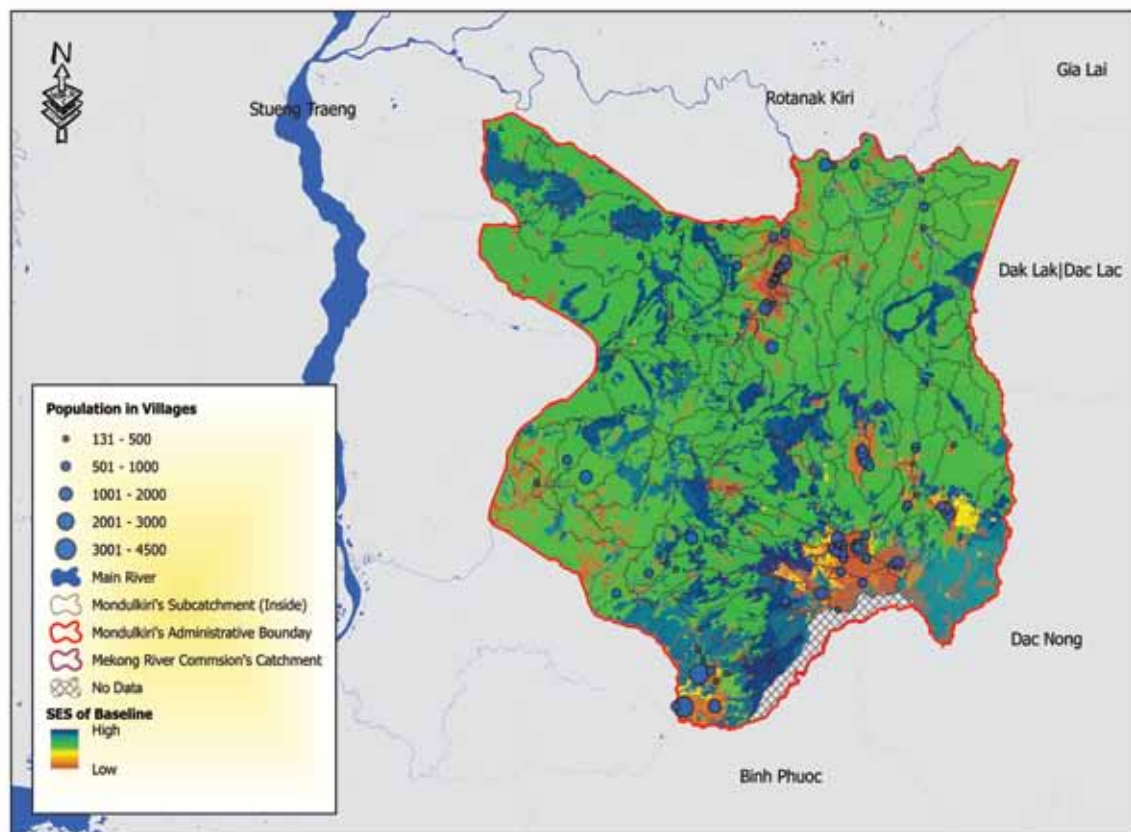 N
Gia Lai
Stueng Traeng
Rotanak Kiri
Dak Lak|Dac Lac
Population in Villages
131 - 500
501 - 1000
1001 - 2000
2001 - 3000
3001 - 4500
Main River
Mondulkiri's Subcatchment (Inside)
Mondulkiri's Administrative Bounday
Mekong River Commsion's Catchment
No Data
SES of Baseline
High
Low
Dac Nong
Binh Phuoc